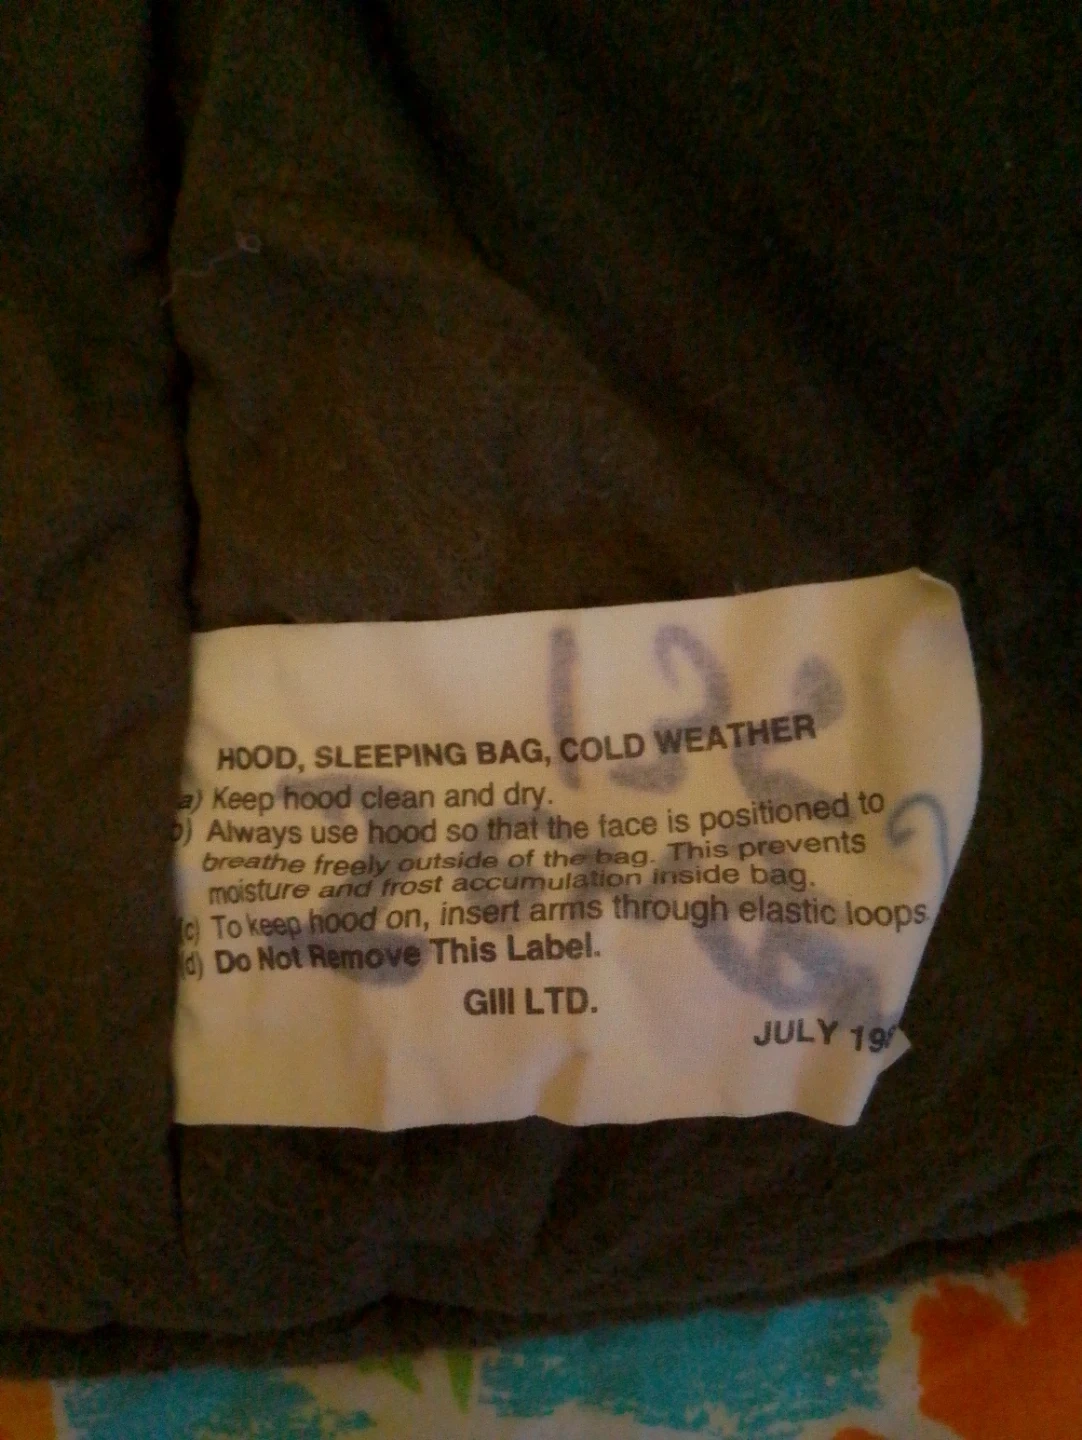 HOOD, SLEEPING BAG, COLD WEATHER
a) Keep hood clean and dry.
b) Always use hood so that the face is positioned to
breathe freely outside of the bag. This prevents
moisture and frost accumulation inside bag.
(c) To keep hood on, insert arms through elastic loops
(d) Do Not Remove This Label.
Gill LTD.
JULY 19